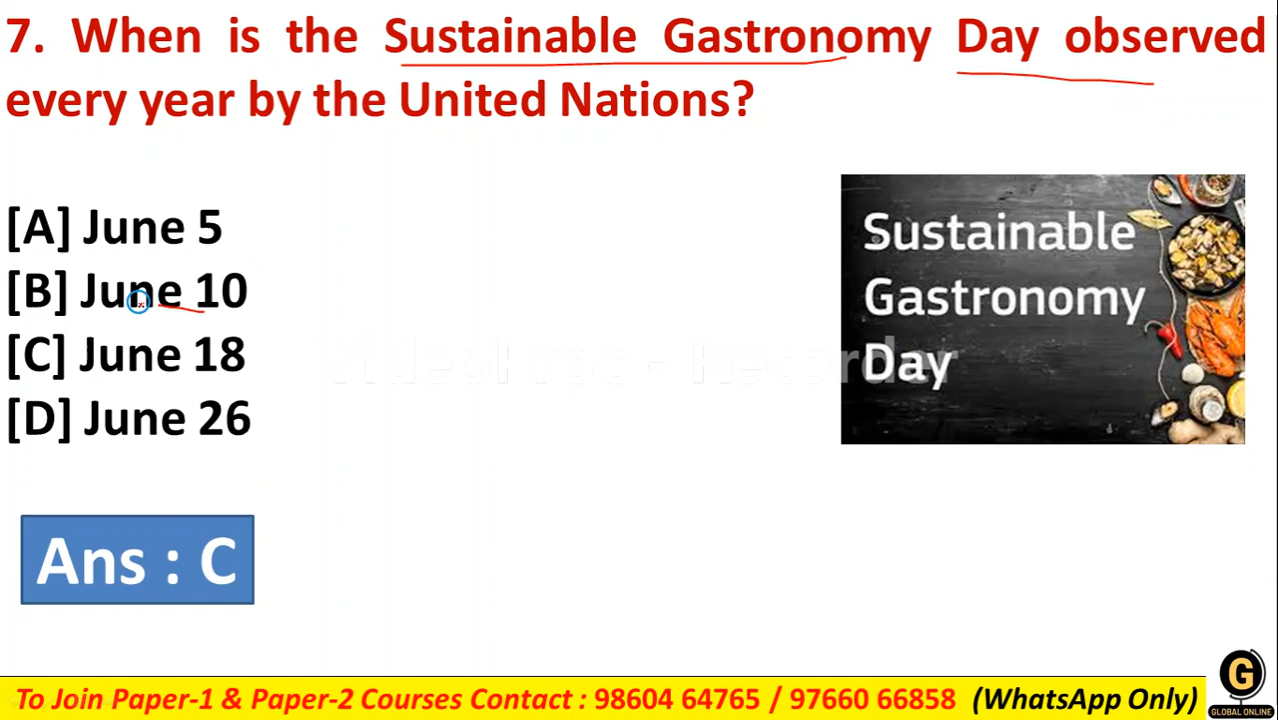 7. When is the Sustainable Gastronomy Day observed
every year by the United Nations?
[A] June 5
[B] June 10
[C] June 18
[D] June 26
Sustainable
Gastronomy
Day
VideoProc - Recorder
Ans : C
To Join Paper-1 & Paper-2 Courses Contact : 98604 64765 / 97660 66858 (WhatsApp Only)
G
GLOBAL ONLINE